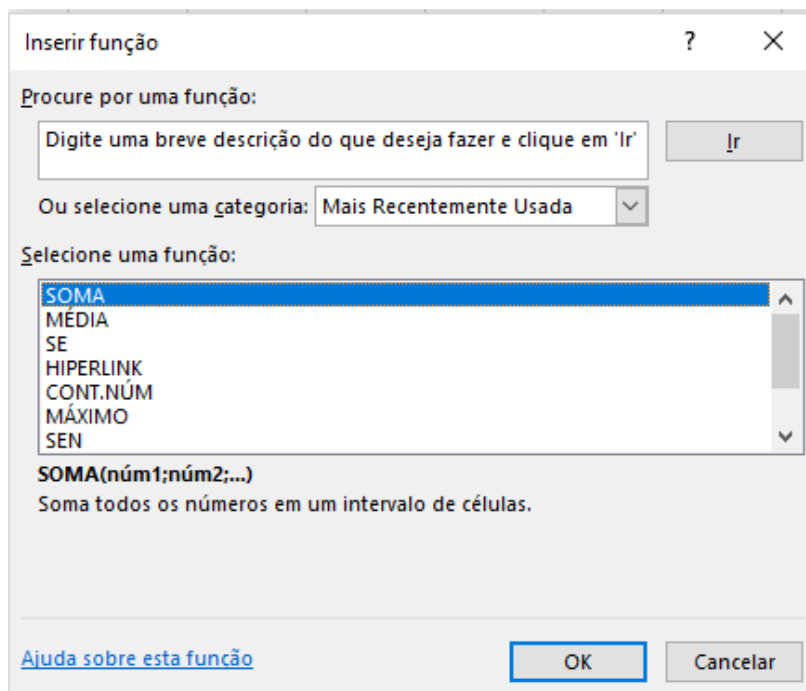 Inserir função
?
Procure por uma função:
Digite uma breve descrição do que deseja fazer e clique em 'Ir'
Ir
Ou selecione uma categoria:
Mais Recentemente Usada
Selecione uma função:
SOMA
MÉDIA
SE
HIPERLINK
CONT.NÚM
MÁXIMO
SEN
SOMA(núm1;núm2;...)
Soma todos os números em um intervalo de células.
Ajuda sobre esta função
OK
Cancelar